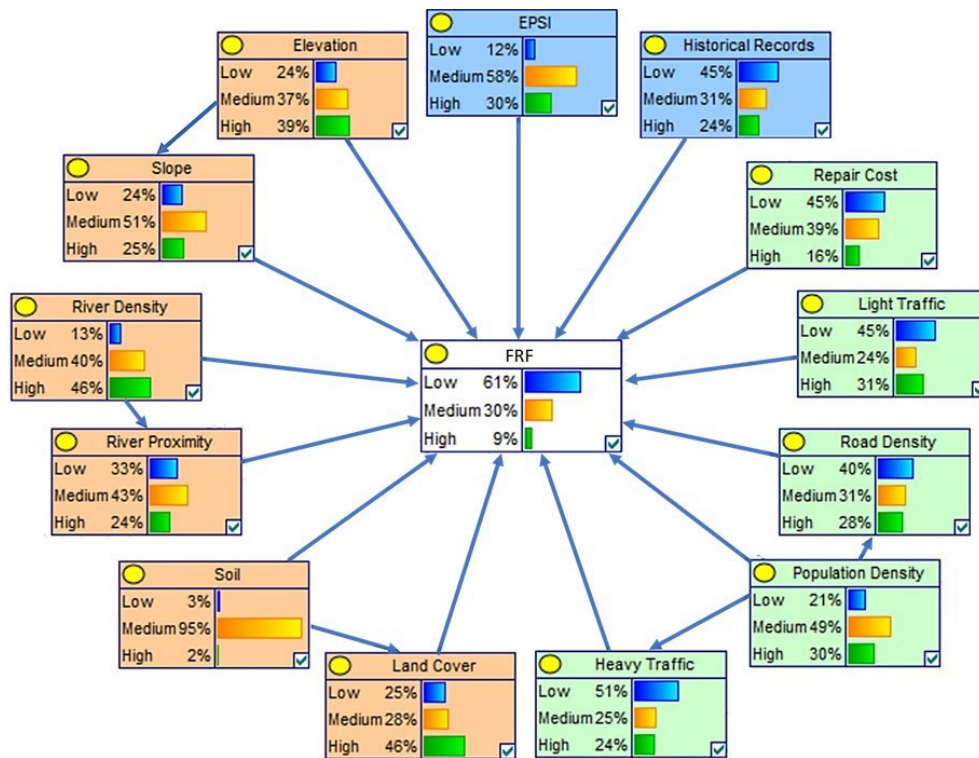 EPSI
Low 12%
Medium 58%
High 30%
Elevation
Low 24%
Medium 37%
High 39%
Historical Records
Low 45%
Medium 31%
High 24%
Slope
Low 24%
Medium 51%
High 25%
Repair Cost
Low 45%
Medium 39%
High 16%
River Density
Low 13%
Medium 40%
High 46%
Light Traffic
Low 45%
Medium 24%
High 31%
FRF
Low 61%
Medium 30%
High 9%
River Proximity
Low 33%
Medium 43%
High 24%
Road Density
Low 40%
Medium 31%
High 28%
Soil
Low 3%
Medium 95%
High 2%
Population Density
Low 21%
Medium 49%
High 30%
Land Cover
Low 25%
Medium 28%
High 46%
Heavy Traffic
Low 51%
Medium 25%
High 24%